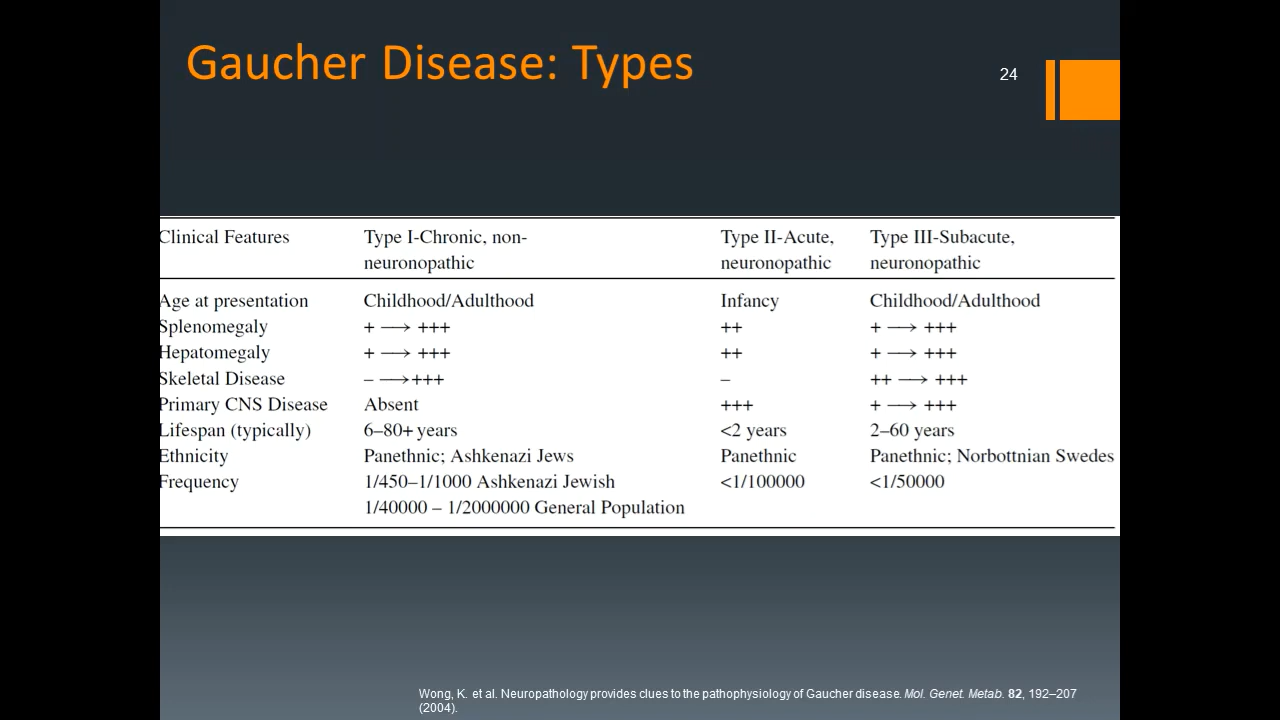 Gaucher Disease: Types
24
Clinical Features Type I-Chronic, non- Type II-Acute, Type III-Subacute,
neuronopathic neuronopathic neuronopathic
Age at presentation Childhood/Adulthood Infancy Childhood/Adulthood
Splenomegaly + ⟶ +++ ++ + ⟶ +++
Hepatomegaly + ⟶ +++ ++ + ⟶ +++
Skeletal Disease – ⟶+++ – ++ ⟶ +++
Primary CNS Disease Absent +++ + ⟶ +++
Lifespan (typically) 6–80+ years <2 years 2–60 years
Ethnicity Panethnic; Ashkenazi Jews Panethnic Panethnic; Norbottnian Swedes
Frequency 1/450–1/1000 Ashkenazi Jewish <1/100000 <1/50000
1/40000 – 1/2000000 General Population
Wong, K. et al. Neuropathology provides clues to the pathophysiology of Gaucher disease. Mol. Genet. Metab. 82, 192–207
(2004).